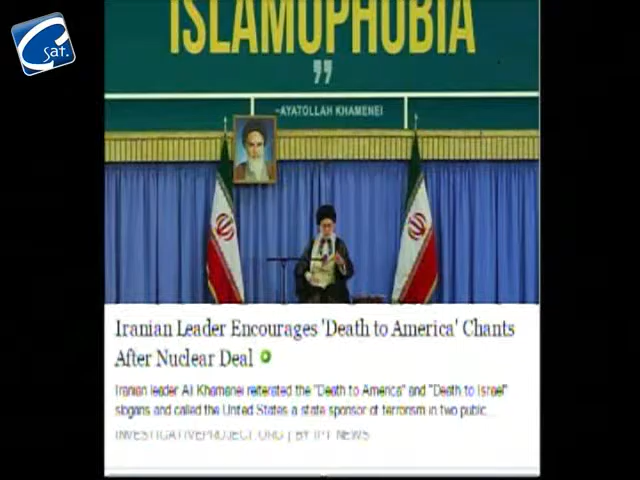 C sat.
ISLAMOPHOBIA
”
~AYATOLLAH KHAMENEI
Iranian Leader Encourages 'Death to America' Chants
After Nuclear Deal
Iranian leader Ali Khamenei reiterated the "Death to America" and "Death to Israel"
slogans and called the United States a state sponsor of terrorism in two public...
INVESTIGATIVEPROJECT.ORG | BY IPT NEWS